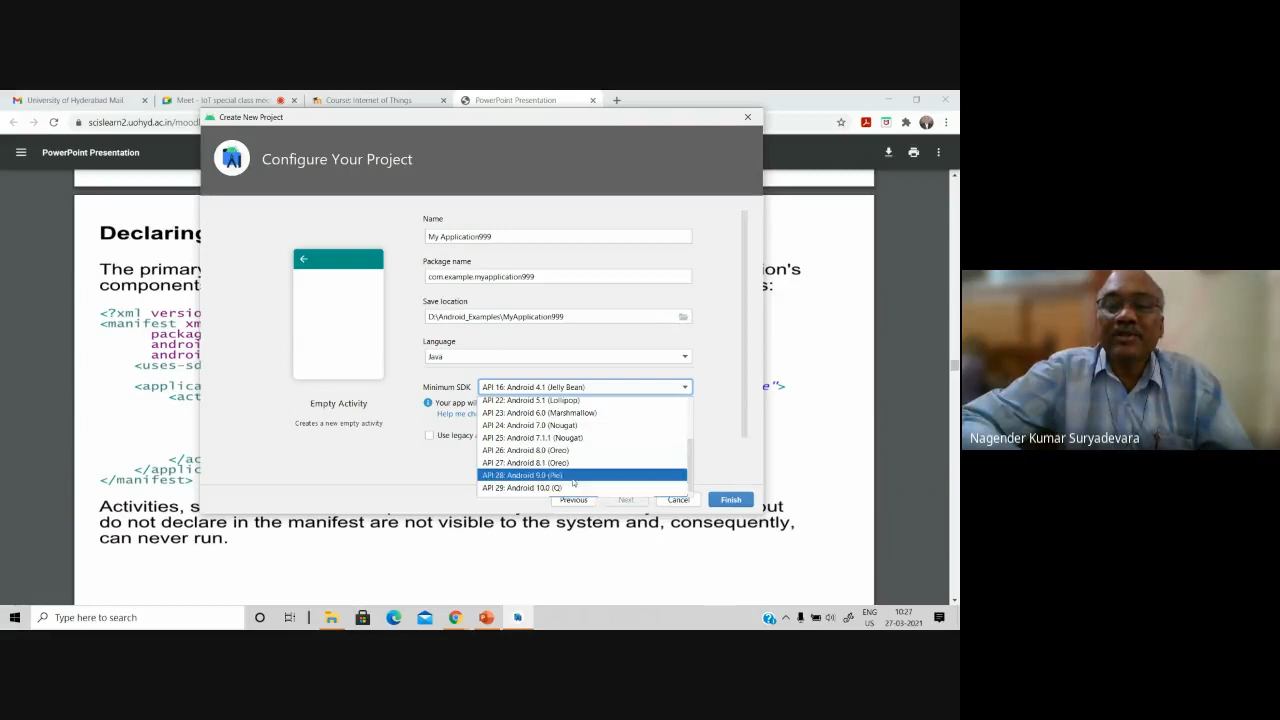 University of Hyderabad Mail
Meet - IoT special class mee
Course: Internet of Things
PowerPoint Presentation
Create New Project
scislearn2.uohyd.ac.in/mood
PowerPoint Presentation
Configure Your Project
Declaring
The primary
on's
components
s:
<?xml versio
<manifest xm
packag
androi
androi
<uses-sd
<applica
e">
<act
</ac
</applic
</manifest>
Activities, s
but
do not declare in the manifest are not visible to the system and, consequently,
can never run.
Name
My Application999
Package name
com.example.myapplication999
Save location
D:\Android_Examples\MyApplication999
Language
Java
Minimum SDK
API 16: Android 4.1 (Jelly Bean)
Your app wil
Help me ch
Use legacy
API 22: Android 5.1 (Lollipop)
API 23: Android 6.0 (Marshmallow)
API 24: Android 7.0 (Nougat)
API 25: Android 7.1.1 (Nougat)
API 26: Android 8.0 (Oreo)
API 27: Android 8.1 (Oreo)
API 28: Android 9.0 (Pie)
API 29: Android 10.0 (Q)
Empty Activity
Creates a new empty activity
Previous
Next
Cancel
Finish
Nagender Kumar Suryadevara
Type here to search
ENG
US
10:27
27-03-2021